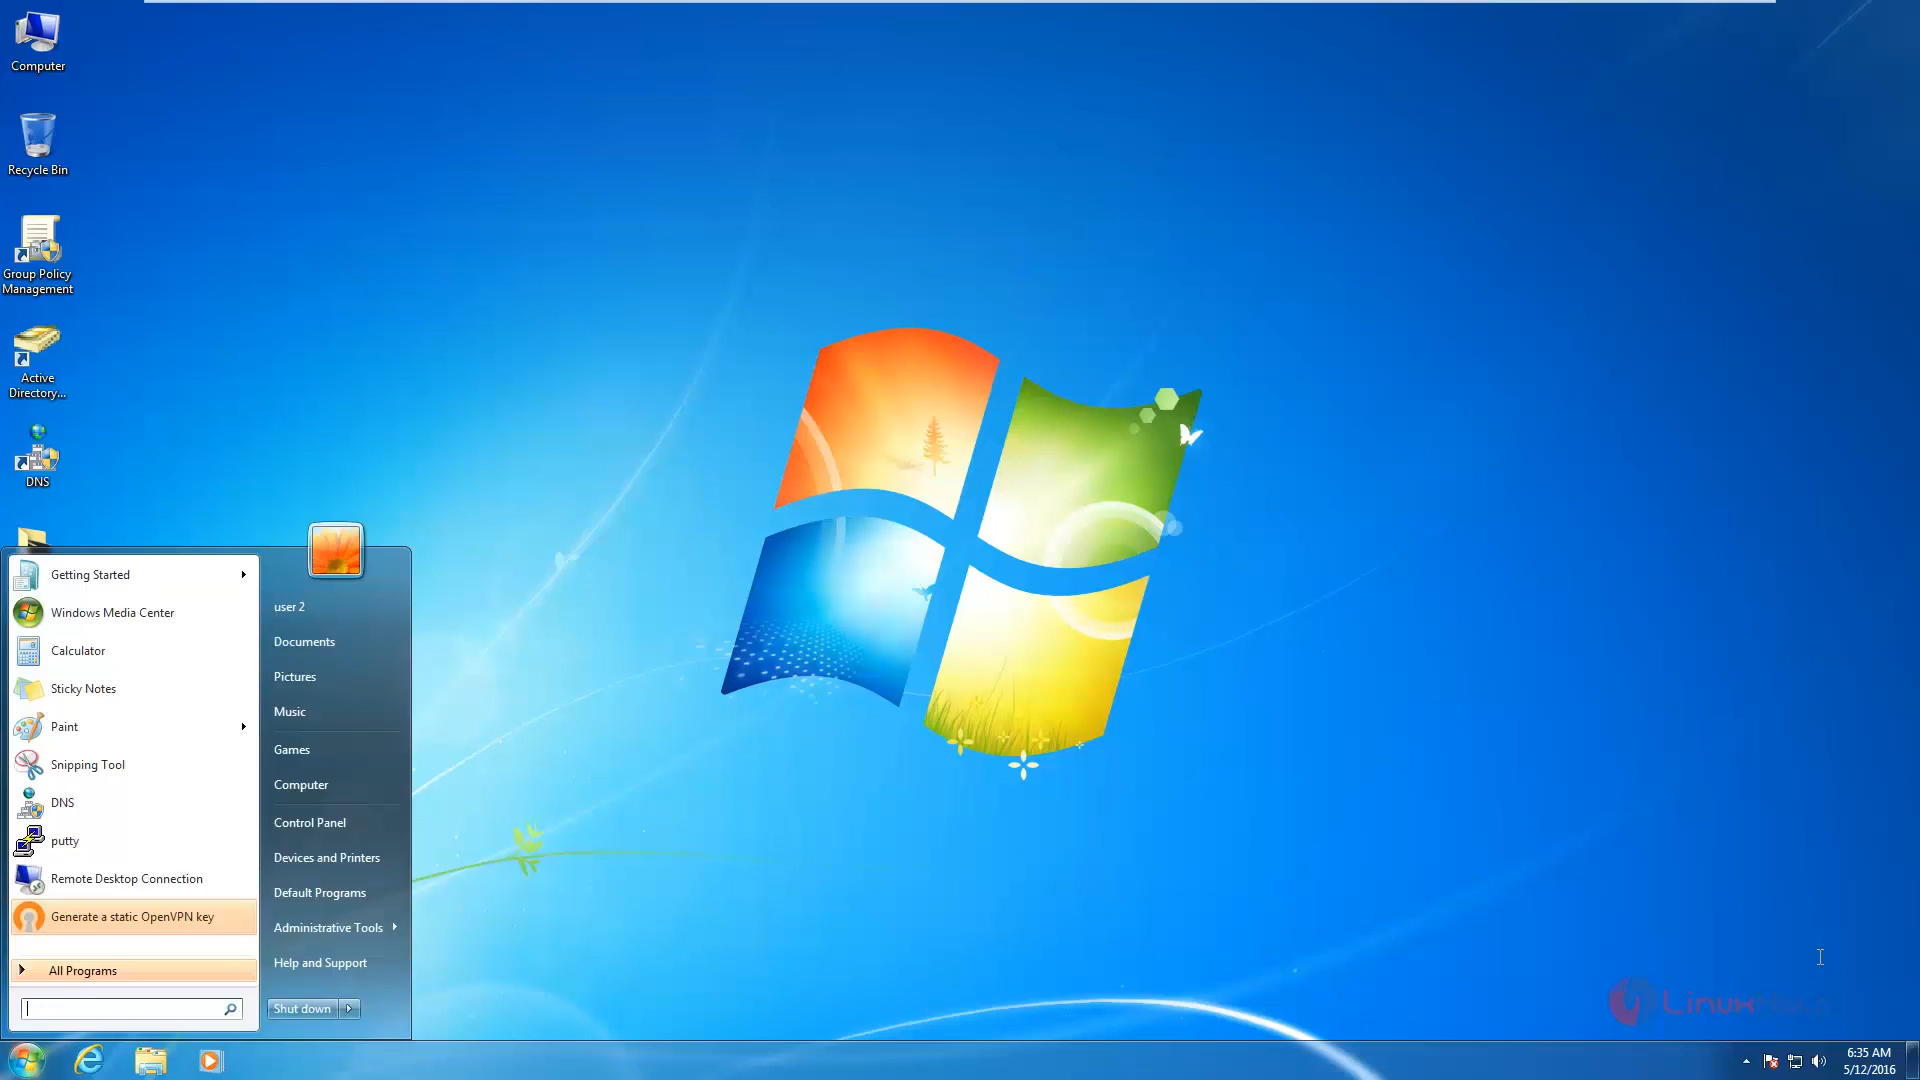 Computer
Recycle Bin
Group Policy
Management
Active
Directory...
DNS
Getting Started
Windows Media Center
Calculator
Sticky Notes
Paint
Snipping Tool
DNS
putty
Remote Desktop Connection
Generate a static OpenVPN key
All Programs
user 2
Documents
Pictures
Music
Games
Computer
Control Panel
Devices and Printers
Default Programs
Administrative Tools
Help and Support
Shut down
6:35 AM
5/12/2016